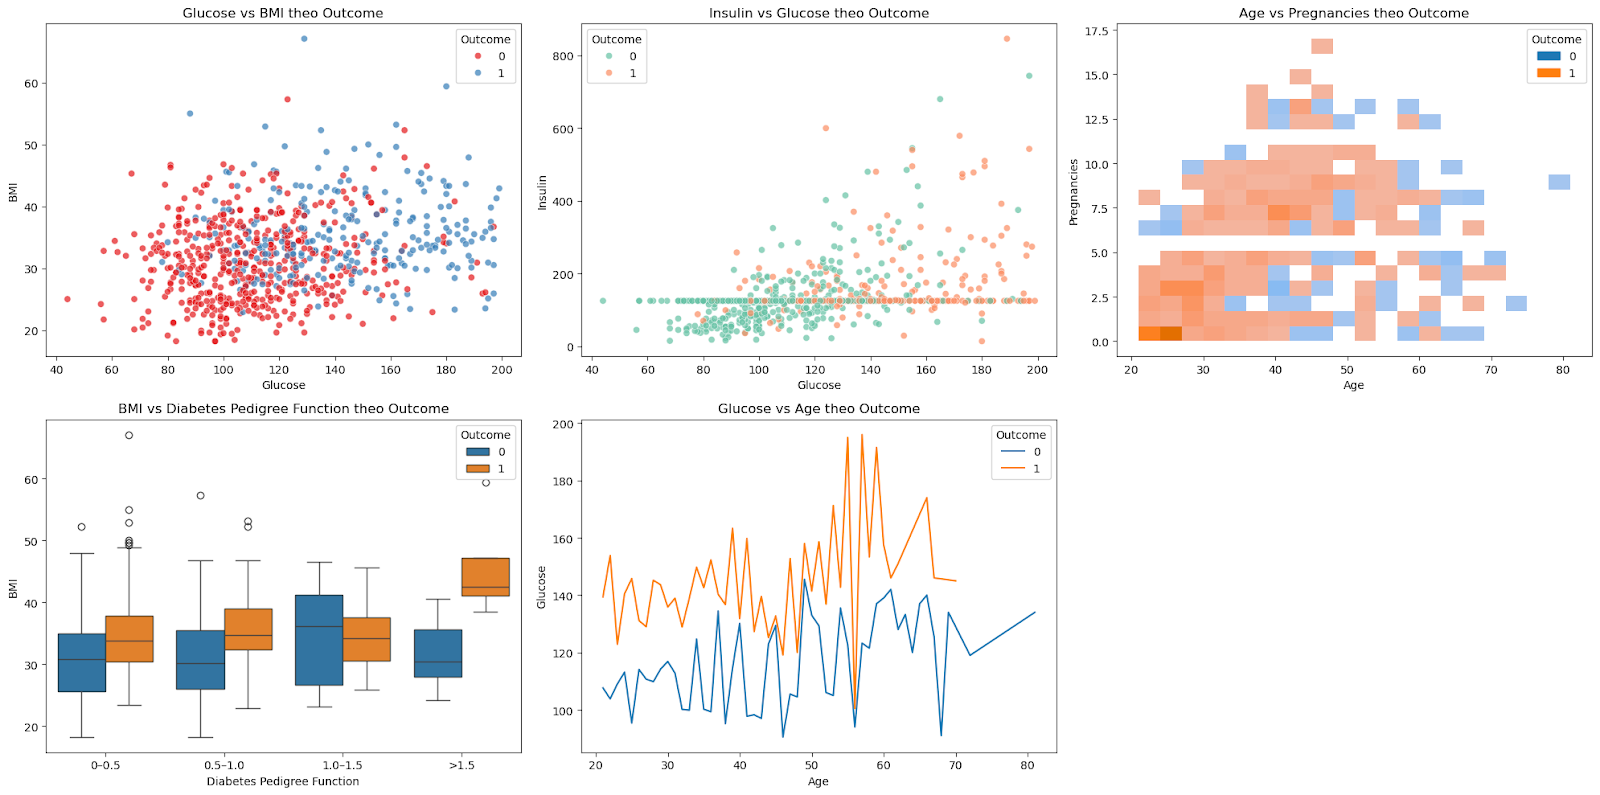 Glucose vs BMI theo Outcome
BMI
60
50
40
30
20
Outcome
0
1
40 60 80 100 120 140 160 180 200
Glucose
Insulin vs Glucose theo Outcome
Insulin
800
600
400
200
0
Outcome
0
1
40 60 80 100 120 140 160 180 200
Glucose
Age vs Pregnancies theo Outcome
Pregnancies
17.5
15.0
12.5
10.0
7.5
5.0
2.5
0.0
Outcome
0
1
20 30 40 50 60 70 80
Age
BMI vs Diabetes Pedigree Function theo Outcome
BMI
60
50
40
30
20
Outcome
0
1
0–0.5 0.5–1.0 1.0–1.5 >1.5
Diabetes Pedigree Function
Glucose vs Age theo Outcome
Glucose
200
180
160
140
120
100
Outcome
0
1
20 30 40 50 60 70 80
Age